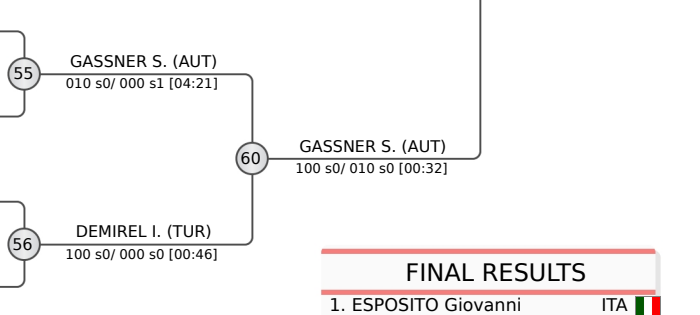 GASSNER S. (AUT)
55
010 s0/ 000 s1 [04:21]
GASSNER S. (AUT)
60
100 s0/ 010 s0 [00:32]
DEMIREL I. (TUR)
56
100 s0/ 000 s0 [00:46]
FINAL RESULTS
1. ESPOSITO Giovanni ITA